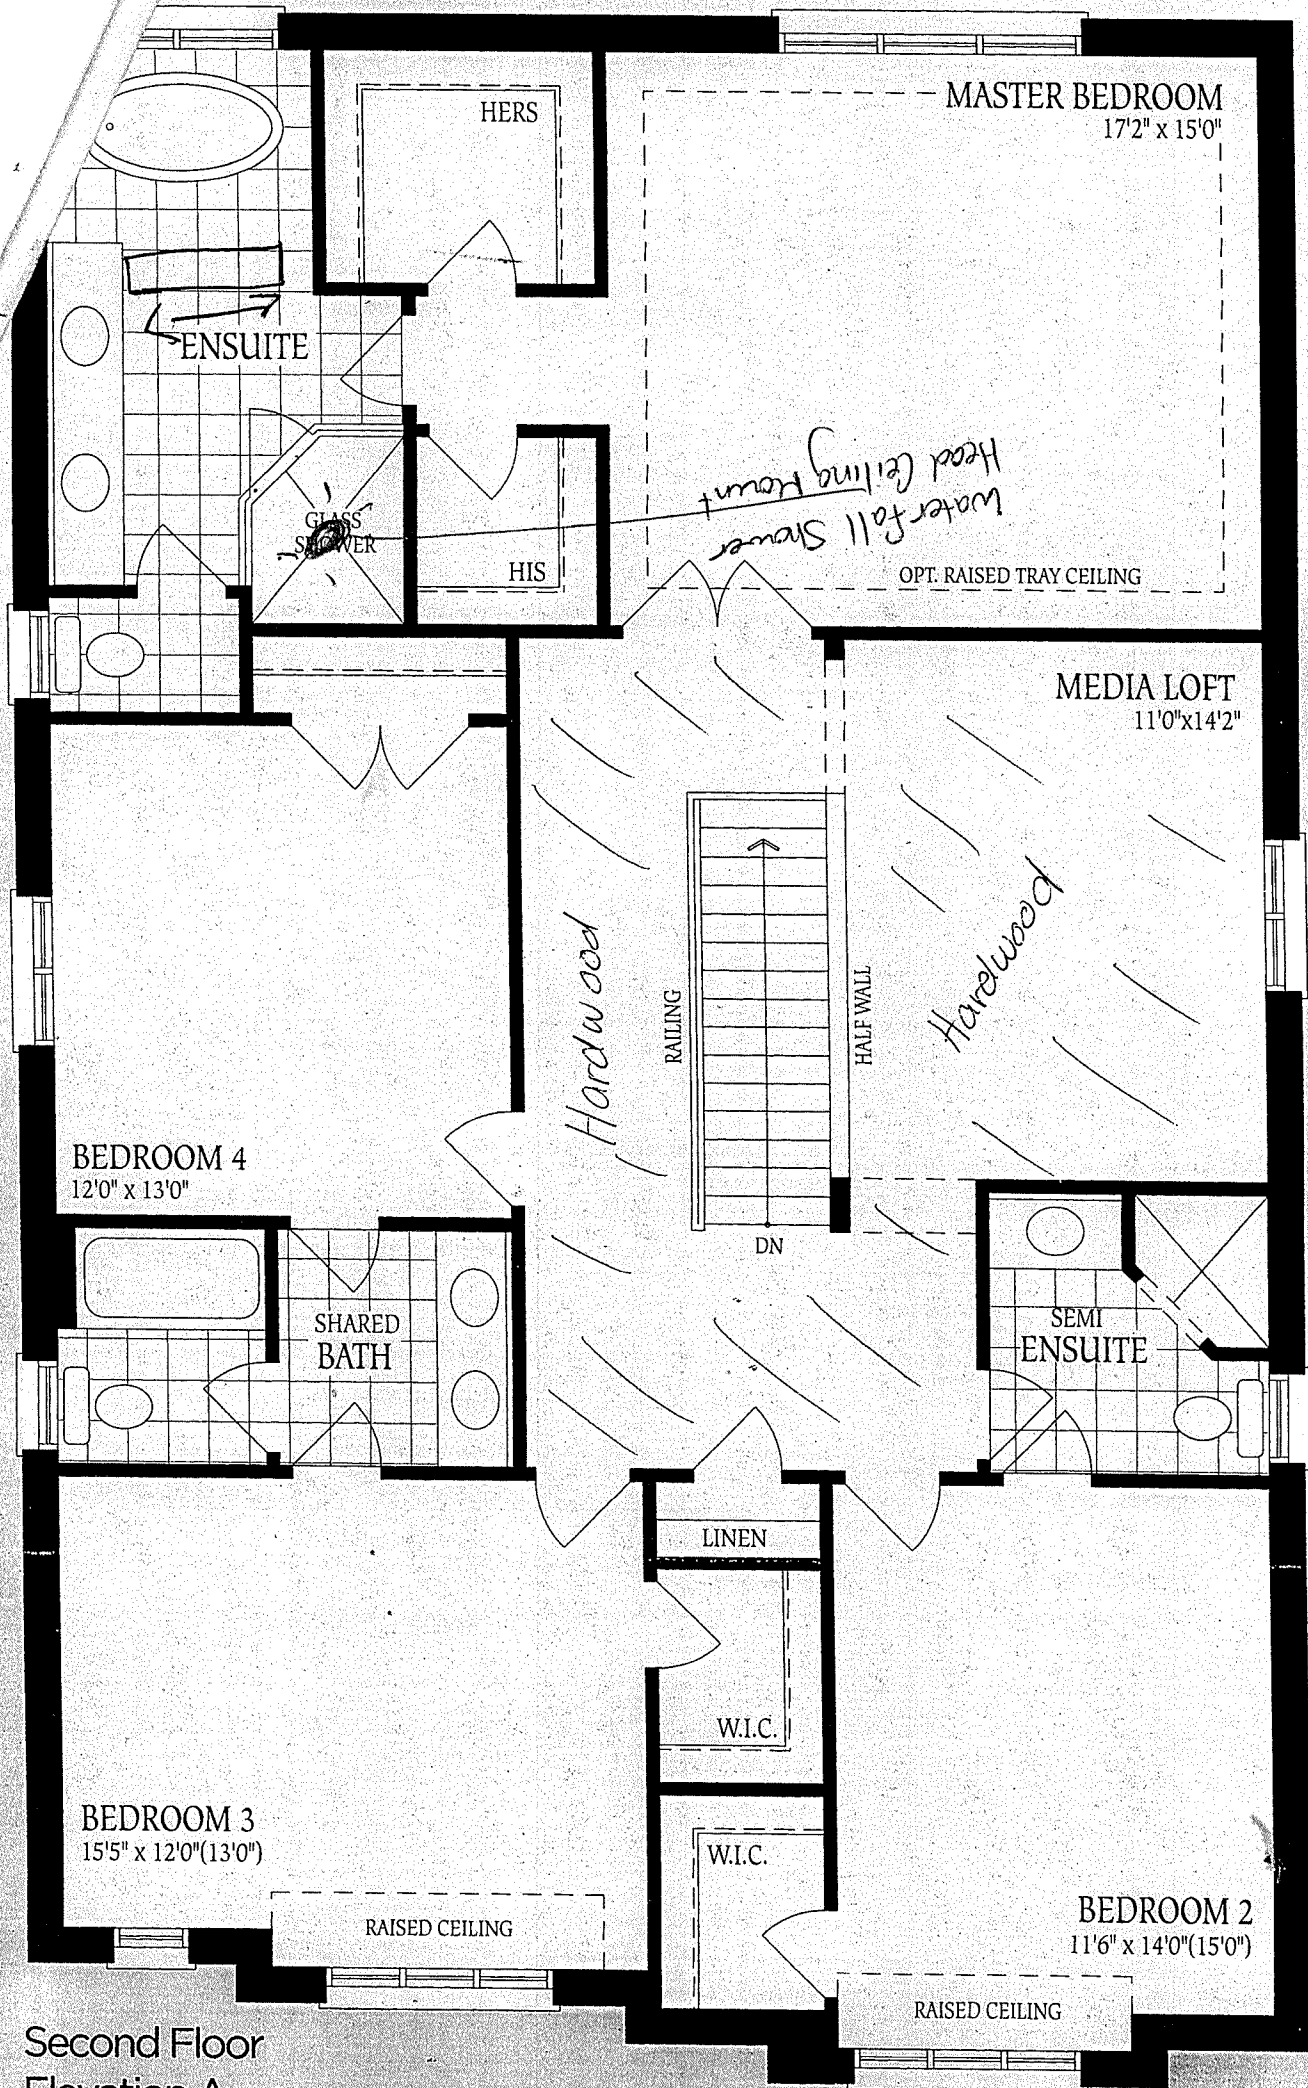 HERS
MASTER BEDROOM
17'2" x 15'0"
ENSUITE
Waterfall Shower
Head Ceiling Mount
GLASS
SHOWER
HIS
OPT. RAISED TRAY CEILING
MEDIA LOFT
11'0"x14'2"
Hardwood
RAILING
HALF WALL
Hardwood
BEDROOM 4
12'0" x 13'0"
DN
SHARED
BATH
SEMI
ENSUITE
LINEN
W.I.C.
BEDROOM 3
15'5" x 12'0"(13'0")
W.I.C.
RAISED CEILING
BEDROOM 2
11'6" x 14'0"(15'0")
RAISED CEILING
Second Floor
Elevation A